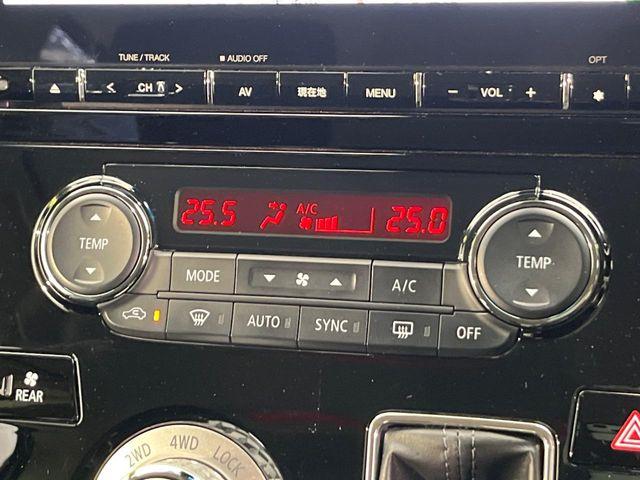 TUNE / TRACK
■ AUDIO OFF
OPT
< CH > AV 現在地 MENU − VOL +
25.5 A/C 25.0
TEMP
TEMP
MODE A/C
AUTO SYNC OFF
REAR
2WD 4WD LOCK